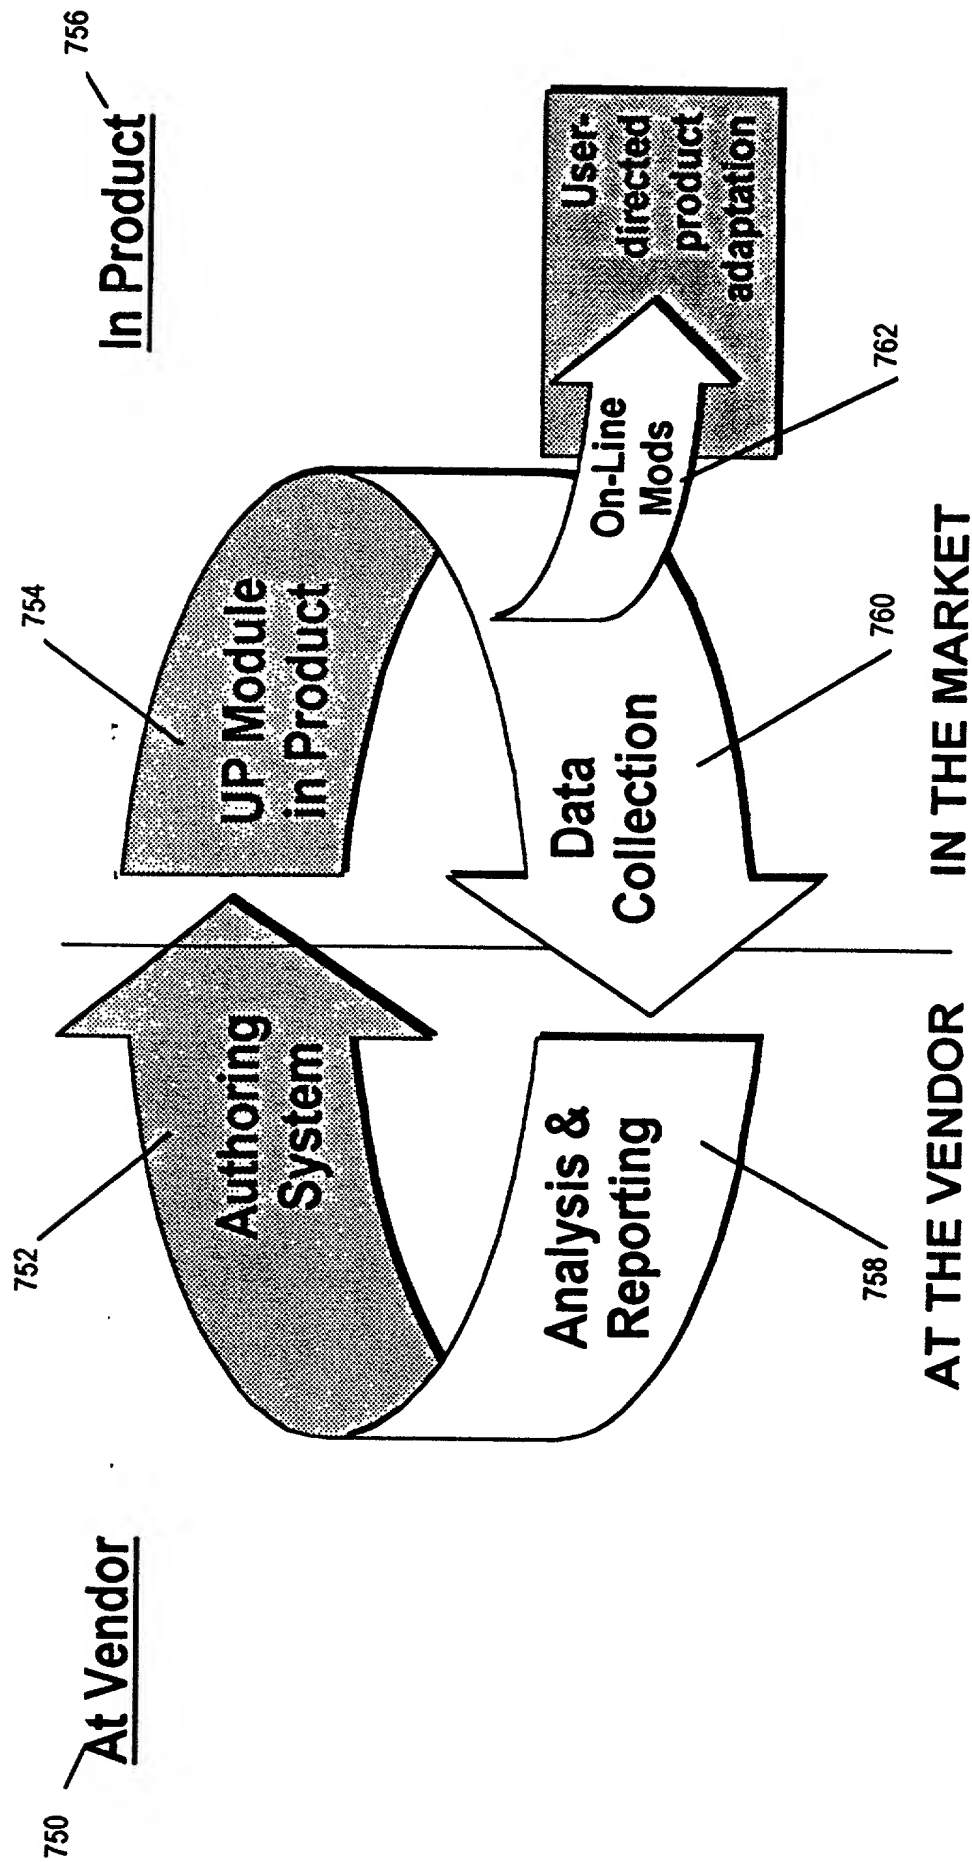 750
At Vendor
In Product
756
752
754
Authoring
System
UP Module
in Product
User-
directed
product
adaptation
On-Line
Mods
Analysis &
Reporting
Data
Collection
758
760
762
AT THE VENDOR
IN THE MARKET